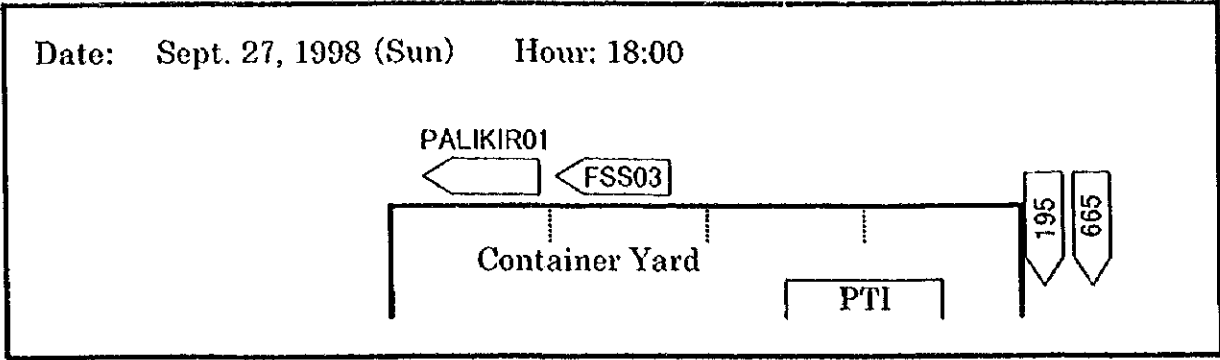 Date: Sept. 27, 1998 (Sun) Hour: 18:00
PALIKIR01
FSS03
195
665
Container Yard
PTI